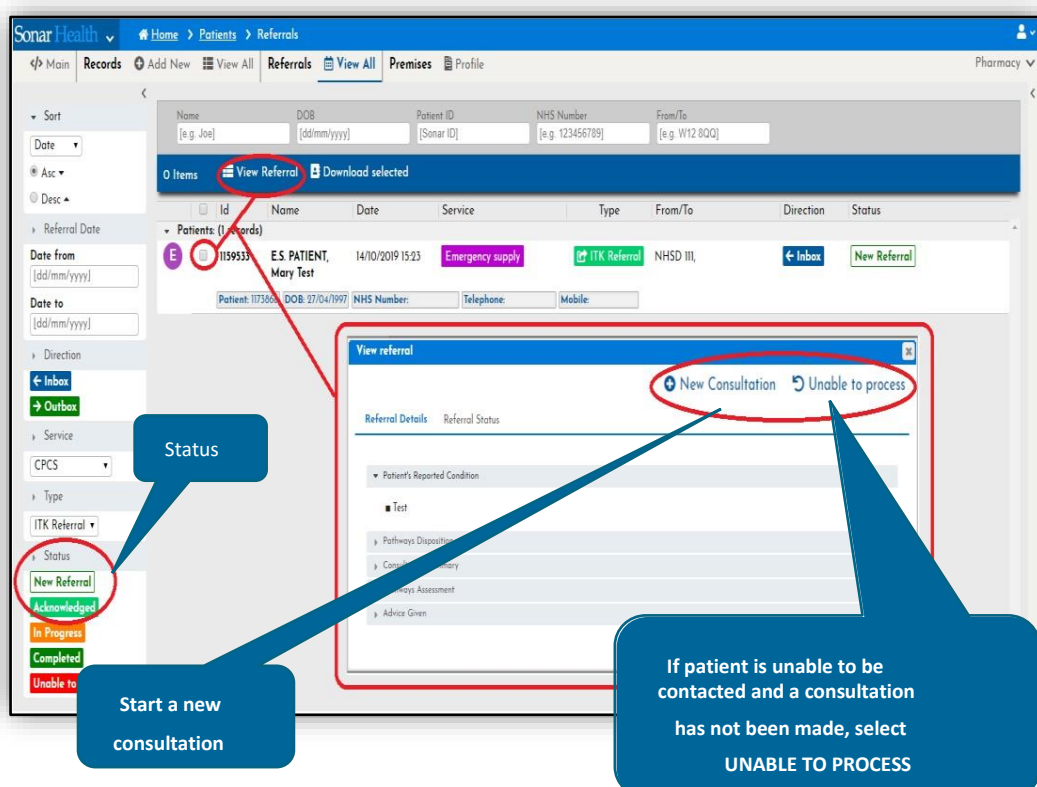 Sonar Health Home > Patients > Referrals
</> Main Records Add New View All Referrals View All Premises Profile Pharmacy
Sort
Date
Asc
Desc
Referral Date
Date from
[dd/mm/yyyy]
Date to
[dd/mm/yyyy]
Direction
← Inbox
→ Outbox
Service
CPCS
Type
ITK Referral
Status
New Referral
Acknowledged
In Progress
Completed
Unable to
Name DOB Patient ID NHS Number From/To
[e.g. Joe] [dd/mm/yyyy] [Sonar ID] [e.g. 123456789] [e.g. W12 8QQ]
0 Items View Referral Download selected
Id Name Date Service Type From/To Direction Status
Patients: (1 records)
E 1159533 E.S. PATIENT, 14/10/2019 15:23 Emergency supply ITK Referral NHSD 111, ← Inbox New Referral
Mary Test
Patient: 1173866 DOB: 27/04/1997 NHS Number: Telephone: Mobile:
View referral
New Consultation Unable to process
Referral Details Referral Status
Patient's Reported Condition
Test
Pathways
Assessment
Advice Given
Status
Start a new
consultation
If patient is unable to be
contacted and a consultation
has not been made, select
UNABLE TO PROCESS